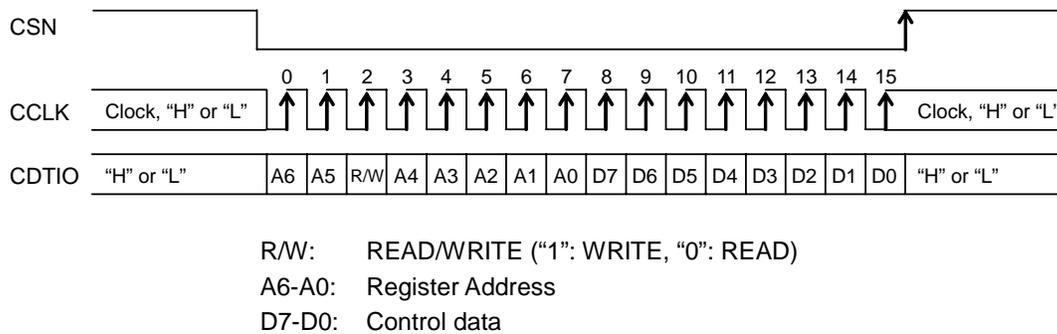 CSN
0 1 2 3 4 5 6 7 8 9 10 11 12 13 14 15
CCLK Clock, “H” or “L” Clock, “H” or “L”
CDTIO “H” or “L” A6 A5 R/W A4 A3 A2 A1 A0 D7 D6 D5 D4 D3 D2 D1 D0 “H” or “L”
R/W: READ/WRITE (“1”: WRITE, “0”: READ)
A6-A0: Register Address
D7-D0: Control data